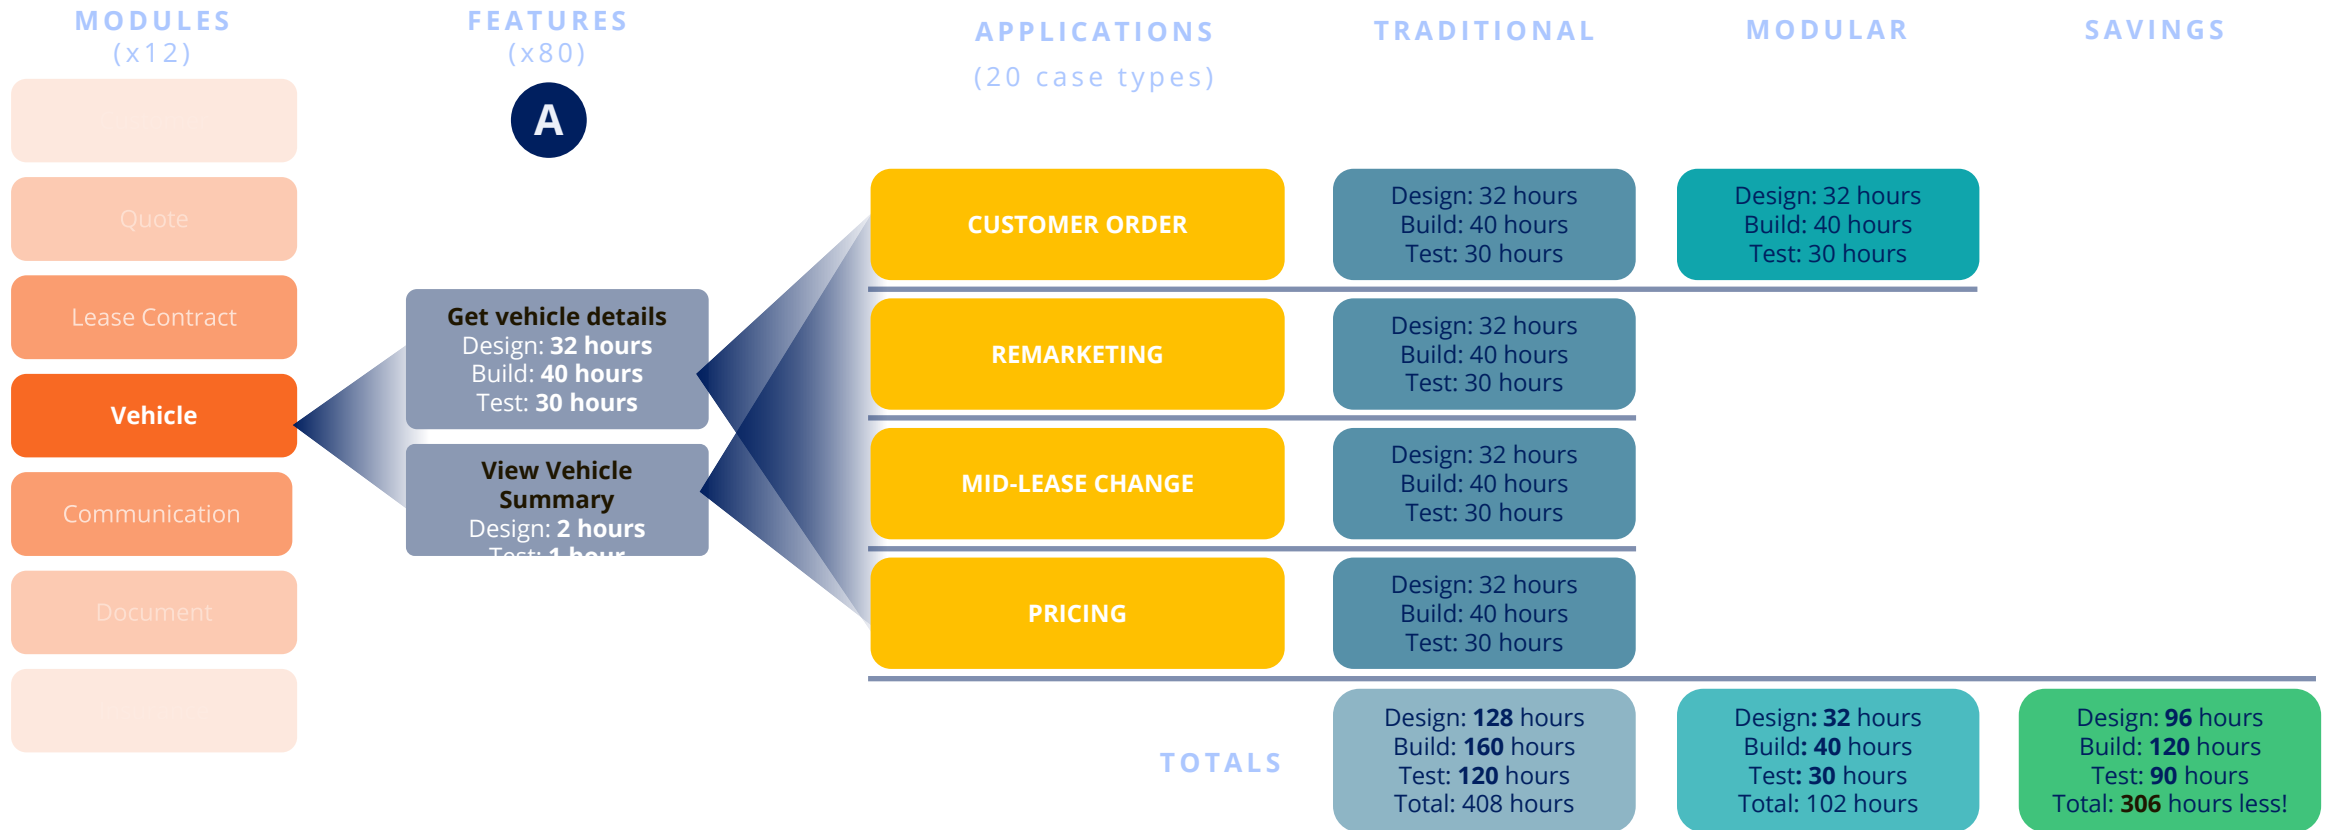 MODULES
(x12)
Quote
Lease Contract
Vehicle
Communication
Document
FEATURES
(x80)
A
Get vehicle details
Design: 32 hours
Build: 40 hours
Test: 30 hours
View Vehicle
Summary
Design: 2 hours
Test: 1 hour
APPLICATIONS
(20 case types)
CUSTOMER ORDER
REMARKETING
MID-LEASE CHANGE
PRICING
TOTALS
TRADITIONAL
Design: 32 hours
Build: 40 hours
Test: 30 hours
Design: 32 hours
Build: 40 hours
Test: 30 hours
Design: 32 hours
Build: 40 hours
Test: 30 hours
Design: 32 hours
Build: 40 hours
Test: 30 hours
Design: 128 hours
Build: 160 hours
Test: 120 hours
Total: 408 hours
MODULAR
Design: 32 hours
Build: 40 hours
Test: 30 hours
Design: 32 hours
Build: 40 hours
Test: 30 hours
Total: 102 hours
SAVINGS
Design: 96 hours
Build: 120 hours
Test: 90 hours
Total: 306 hours less!